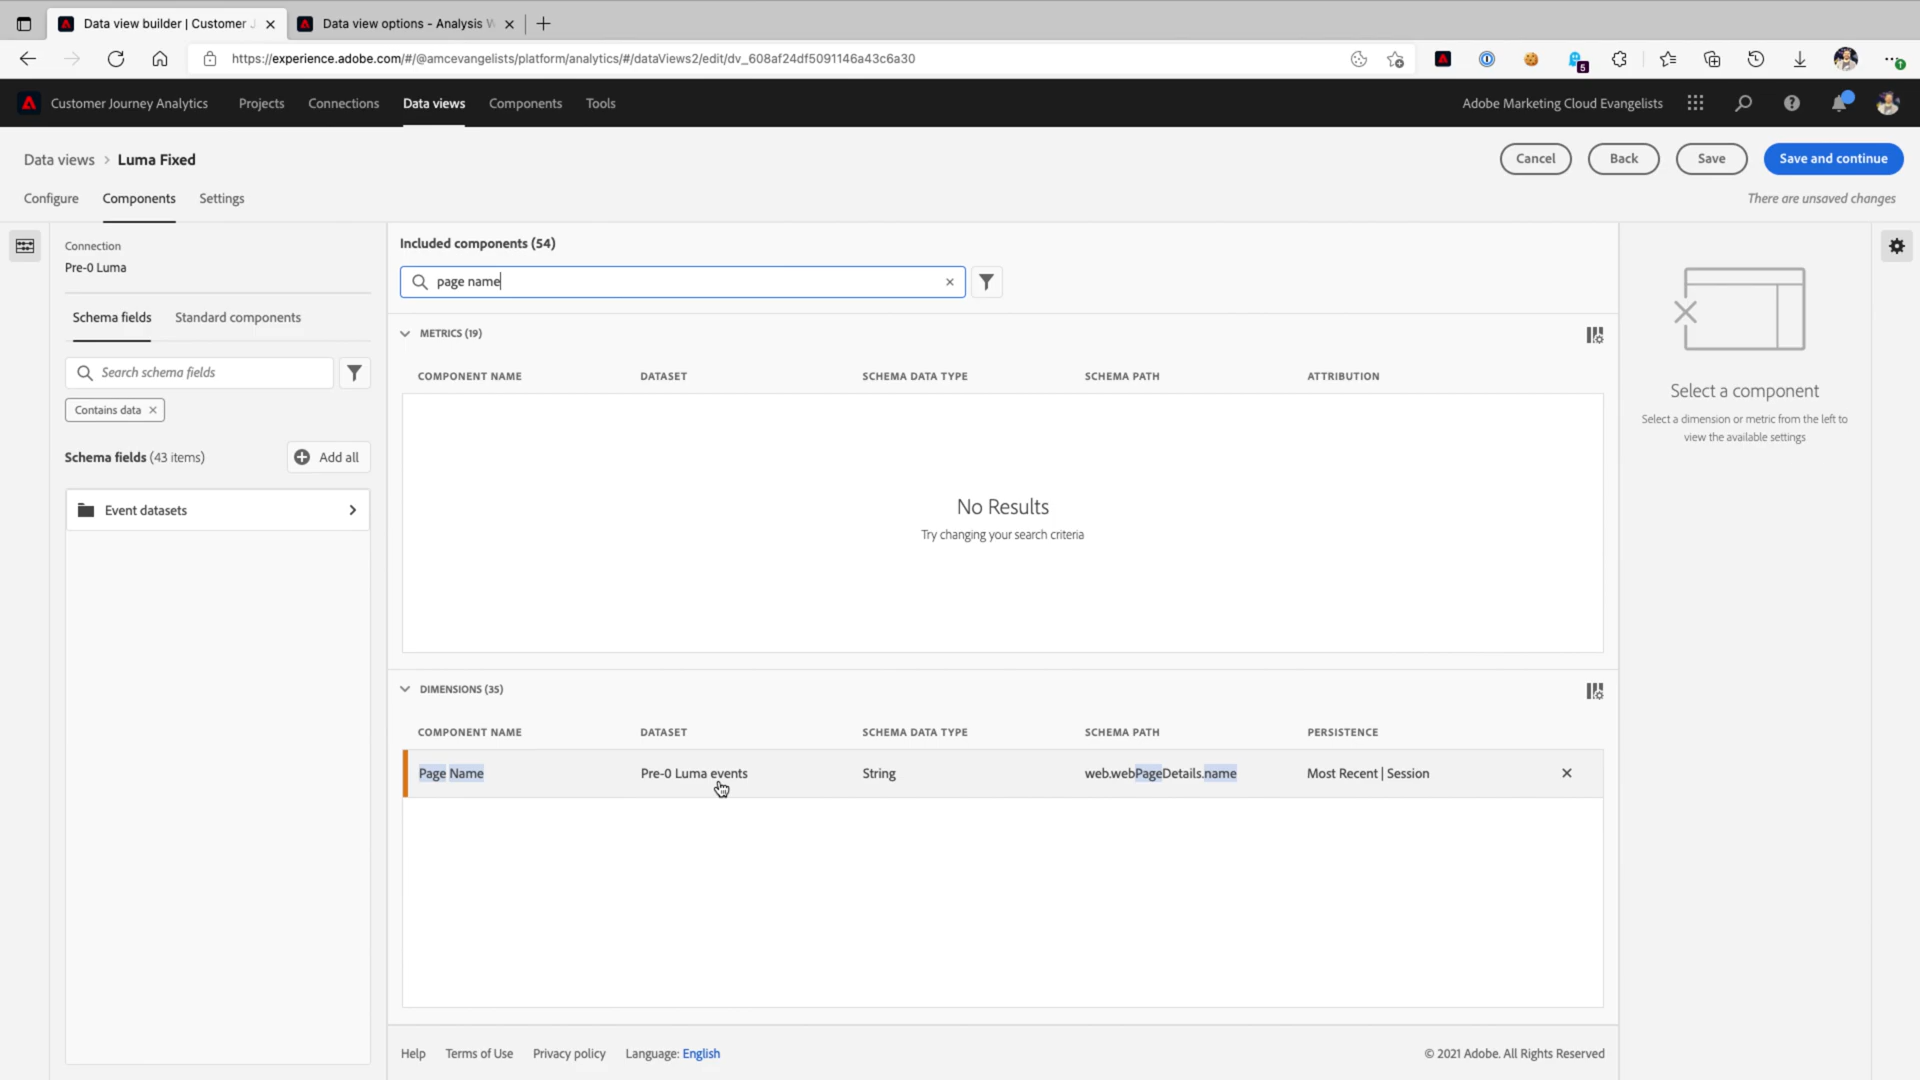 Data view builder | Customer J
Data view options - Analysis W
https://experience.adobe.com/#/@amcevangelists/platform/analytics/#/dataViews2/edit/dv_608af24df5091146a43c6a30
5
Customer Journey Analytics
Projects
Connections
Data views
Components
Tools
Adobe Marketing Cloud Evangelists
Data views > Luma Fixed
Cancel
Back
Save
Save and continue
Configure
Components
Settings
There are unsaved changes
Connection
Pre-0 Luma
Schema fields
Standard components
Search schema fields
Contains data
Schema fields (43 items)
Add all
Event datasets
Included components (54)
page name
METRICS (19)
COMPONENT NAME DATASET SCHEMA DATA TYPE SCHEMA PATH ATTRIBUTION
No Results
Try changing your search criteria
DIMENSIONS (35)
COMPONENT NAME DATASET SCHEMA DATA TYPE SCHEMA PATH PERSISTENCE
Page Name Pre-0 Luma events String web.webPageDetails.name Most Recent | Session
Select a component
Select a dimension or metric from the left to
view the available settings
Help
Terms of Use
Privacy policy
Language: English
© 2021 Adobe. All Rights Reserved